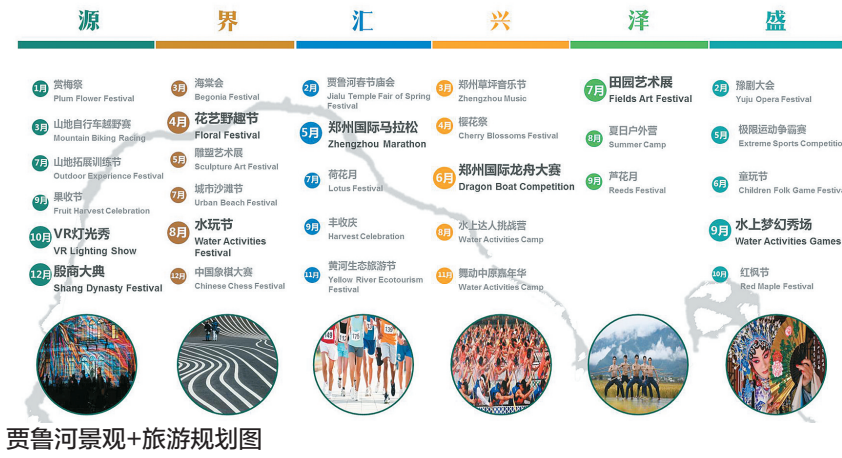 源
界
汇
兴
泽
盛
1月 赏梅祭
Plum Flower Festival
3月 山地自行车越野赛
Mountain Biking Racing
7月 山地拓展训练节
Outdoor Experience Festival
9月 果收节
Fruit Harvest Celebration
10月 VR灯光秀
VR Lighting Show
12月 殷商大典
Shang Dynasty Festival
3月 海棠会
Begonia Festival
4月 花艺野趣节
Floral Festival
5月 雕塑艺术展
Sculpture Art Festival
7月 城市沙滩节
Urban Beach Festival
8月 水玩节
Water Activities
Festival
12月 中国象棋大赛
Chinese Chess Festival
2月 贾鲁河春节庙会
Jialu Temple Fair of Spring
Festival
5月 郑州国际马拉松
Zhengzhou Marathon
7月 荷花月
Lotus Festival
9月 丰收庆
Harvest Celebration
11月 黄河生态旅游节
Yellow River Ecotourism
Festival
3月 郑州草坪音乐节
Zhengzhou Music
4月 樱花祭
Cherry Blossoms Festival
6月 郑州国际龙舟大赛
Dragon Boat Competition
8月 水上达人挑战营
Water Activities Camp
11月 舞动中原嘉年华
Water Activities Camp
7月 田园艺术展
Fields Art Festival
8月 夏日户外营
Summer Camp
9月 芦花月
Reeds Festival
2月 豫剧大会
Yuju Opera Festival
5月 极限运动争霸赛
Extreme Sports Competitio
6月 童玩节
Children Folk Game Festiva
9月 水上梦幻秀场
Water Activities Games
10月 红枫节
Red Maple Festival
贾鲁河景观+旅游规划图